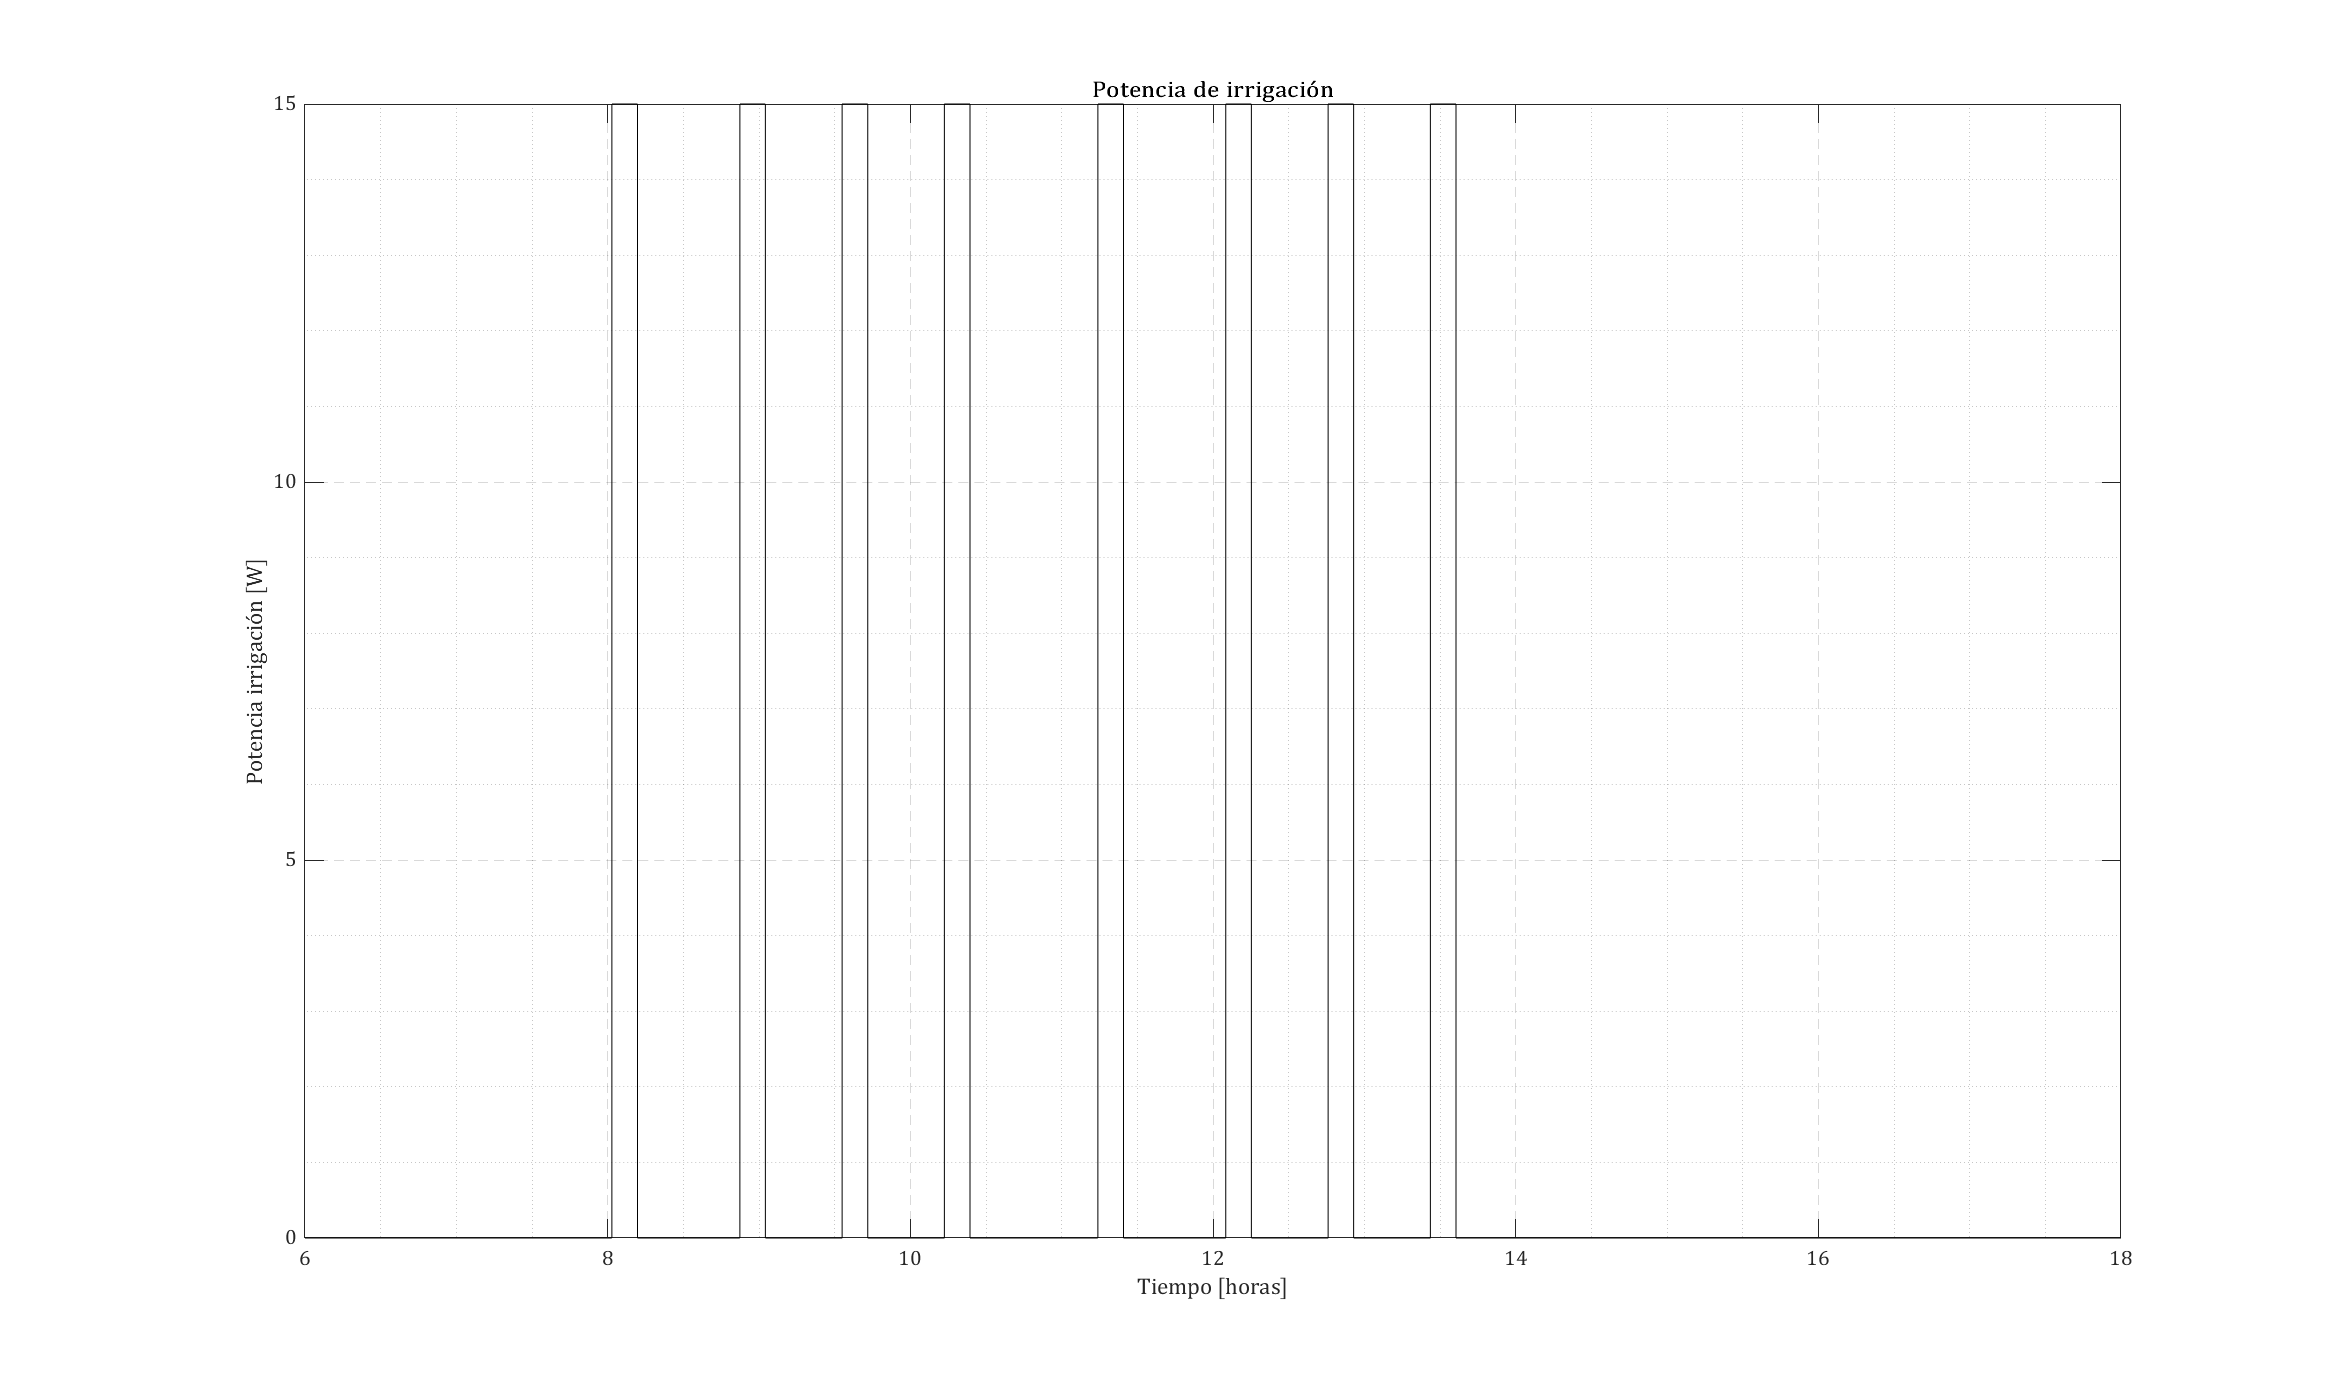 Potencia de irrigación
15
10
5
0
Potencia irrigación [W]
6 8 10 12 14 16 18
Tiempo [horas]